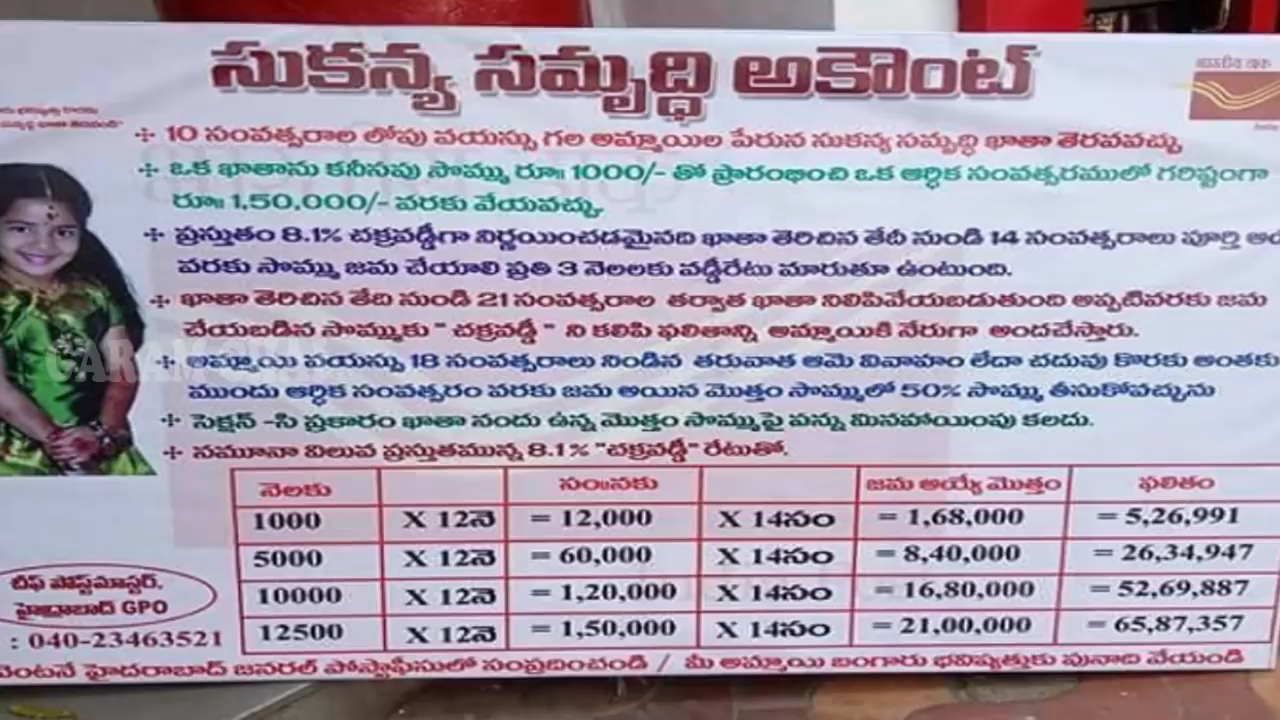 సుకన్య సమృద్ధి అకౌంట్
భారతీయ డాక
✢ 10 సంవత్సరాల లోపు వయస్సు గల అమ్మాయిల పేరున సుకన్య సమృద్ధి ఖాతా తెరవవచ్చు
✢ ఒక ఖాతాను కనీసపు సొమ్ము రూ॥ 1000/- తో ప్రారంభించి ఒక ఆర్ధిక సంవత్సరములో గరిష్టంగా
రూ॥ 1,50,000/- వరకు వేయవచ్చు.
✢ ప్రస్తుతం 8.1% చక్రవడ్డీగా నిర్ణయించడమైనది ఖాతా తెరిచిన తేదీ నుండి 14 సంవత్సరాలు పూర్తి
వరకు సొమ్ము జమ చేయాలి ప్రతి 3 నెలలకు వడ్డీరేటు మారుతూ ఉంటుంది.
✢ ఖాతా తెరిచిన తేది నుండి 21 సంవత్సరాల తర్వాత ఖాతా నిలిపివేయబడుతుంది అప్పటివరకు జమ
చేయబడిన సొమ్ముకు " చక్రవడ్డీ " ని కలిపి ఫలితాన్ని అమ్మాయికి నేరుగా అందచేస్తారు.
✢ అమ్మాయి వయస్సు 18 సంవత్సరాలు నిండిన తరువాత ఆమె వివాహం లేదా చదువు కొరకు అంతకు
ముందు ఆర్ధిక సంవత్సరం వరకు జమ అయిన మొత్తం సొమ్ములో 50% సొమ్ము తీసుకోవచ్చును
✢ సెక్షన్ -సి ప్రకారం ఖాతా నందు ఉన్న మొత్తం సొమ్ముపై పన్ను మినహాయింపు కలదు.
✢ నమూనా విలువ ప్రస్తుతమున్న 8.1% "చక్రవడ్డీ" రేటుతో.
నెలకు సం॥నకు జమ అయ్యే మొత్తం ఫలితం
1000 X 12నె = 12,000 X 14సం = 1,68,000 = 5,26,991
5000 X 12నె = 60,000 X 14సం = 8,40,000 = 26,34,947
10000 X 12నె = 1,20,000 X 14సం = 16,80,000 = 52,69,887
12500 X 12నె = 1,50,000 X 14సం = 21,00,000 = 65,87,357
చీఫ్ పోస్ట్‌మాస్టర్,
హైద్రాబాద్ GPO
: 040-23463521
వెంటనే హైదరాబాద్ జనరల్ పోస్టాఫీసులో సంప్రదించండి / మీ అమ్మాయి బంగారు భవిష్యత్తుకు పునాది వేయండి